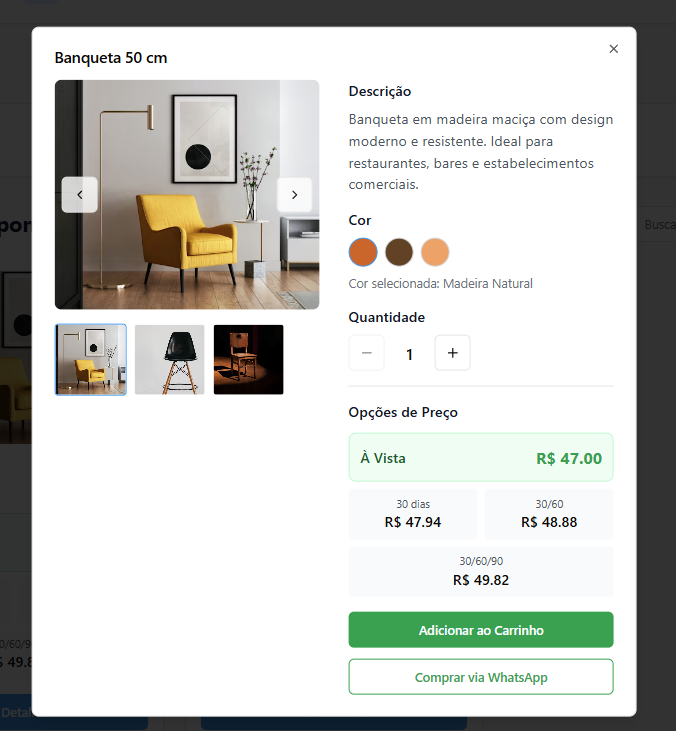 Banqueta 50 cm
Descrição
Banqueta em madeira maciça com design
moderno e resistente. Ideal para
restaurantes, bares e estabelecimentos
comerciais.
Cor
Cor selecionada: Madeira Natural
Quantidade
1
Opções de Preço
À Vista
R$ 47.00
30 dias
R$ 47.94
30/60
R$ 48.88
30/60/90
R$ 49.82
Adicionar ao Carrinho
Comprar via WhatsApp
Busca